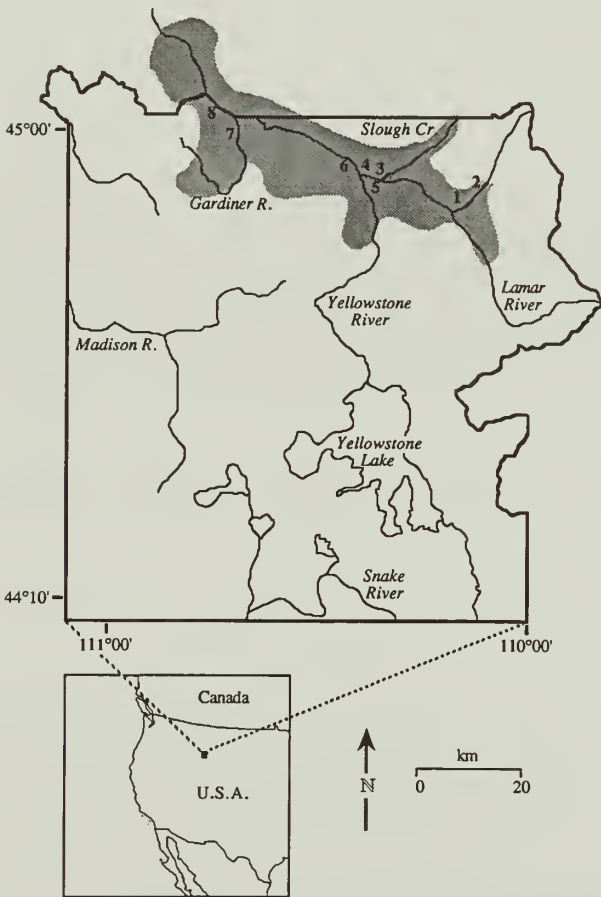 45°00'
Slough Cr.
8
7
6
4
3
5
2
1
Gardiner R.
Lamar
River
Yellowstone
River
Madison R.
Yellowstone
Lake
Snake
River
44°10'
111°00'
110°00'
Canada
U.S.A.
N
km
0 20